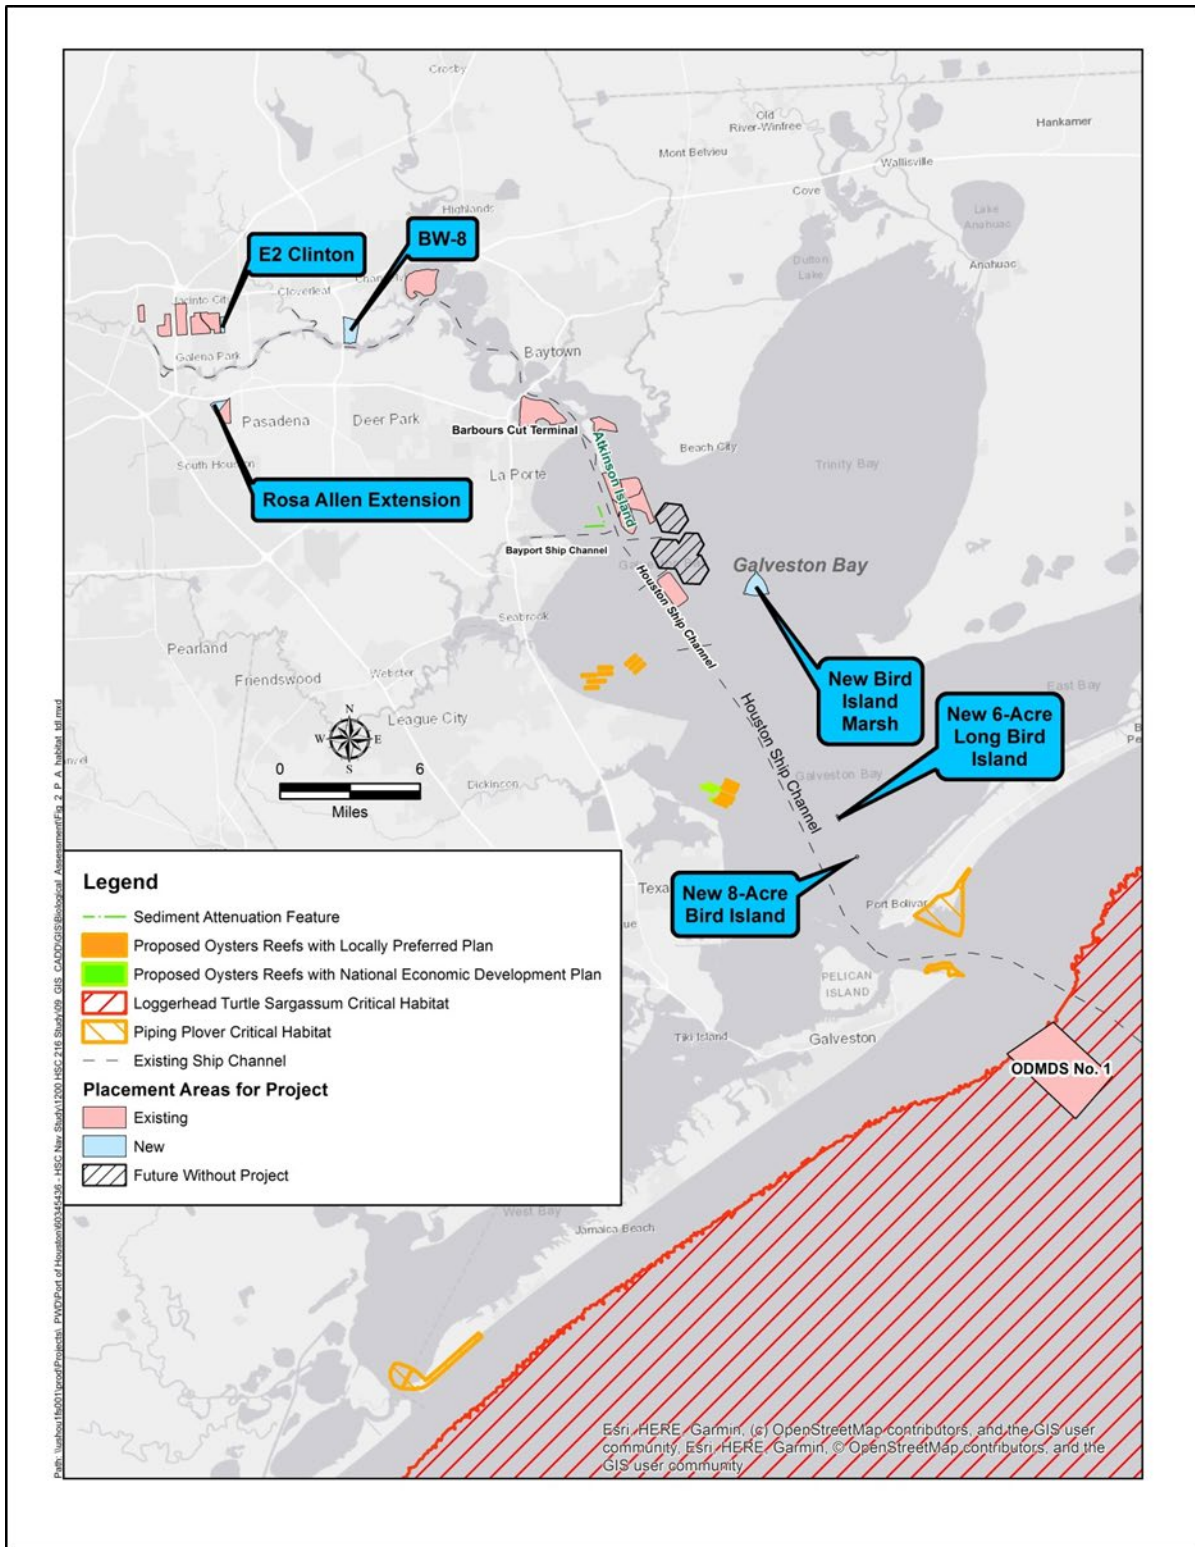 Crosby
Old
River-Winfree
Hankamer
Mont Belvieu
Wallisville
Cove
Highlands
Lake
Anahuac
E2 Clinton
BW-8
Dutton
Lake
Anahuac
Jacinto City
Cloverleaf
Galena Park
Baytown
Pasadena
Deer Park
Barbours Cut Terminal
Atkinson Island
Beach City
Trinity Bay
South Houston
La Porte
Rosa Allen Extension
Bayport Ship Channel
Galveston Bay
Houston Ship Channel
Seabrook
Pearland
Webster
Friendswood
New Bird
Island
Marsh
East Bay
League City
New 6-Acre
Long Bird
Island
N
W E
S
Houston Ship Channel
Galveston Bay
0 6
Miles
Dickinson
Legend
Sediment Attenuation Feature
Proposed Oysters Reefs with Locally Preferred Plan
Proposed Oysters Reefs with National Economic Development Plan
Loggerhead Turtle Sargassum Critical Habitat
Piping Plover Critical Habitat
Existing Ship Channel
Placement Areas for Project
Existing
New
Future Without Project
New 8-Acre
Bird Island
Port Bolivar
PELICAN
ISLAND
Tiki Island
Galveston
ODMDS No. 1
West Bay
Jamaica Beach
Esri, HERE, Garmin, (c) OpenStreetMap contributors, and the GIS user
community, Esri, HERE, Garmin, © OpenStreetMap contributors, and the
GIS user community